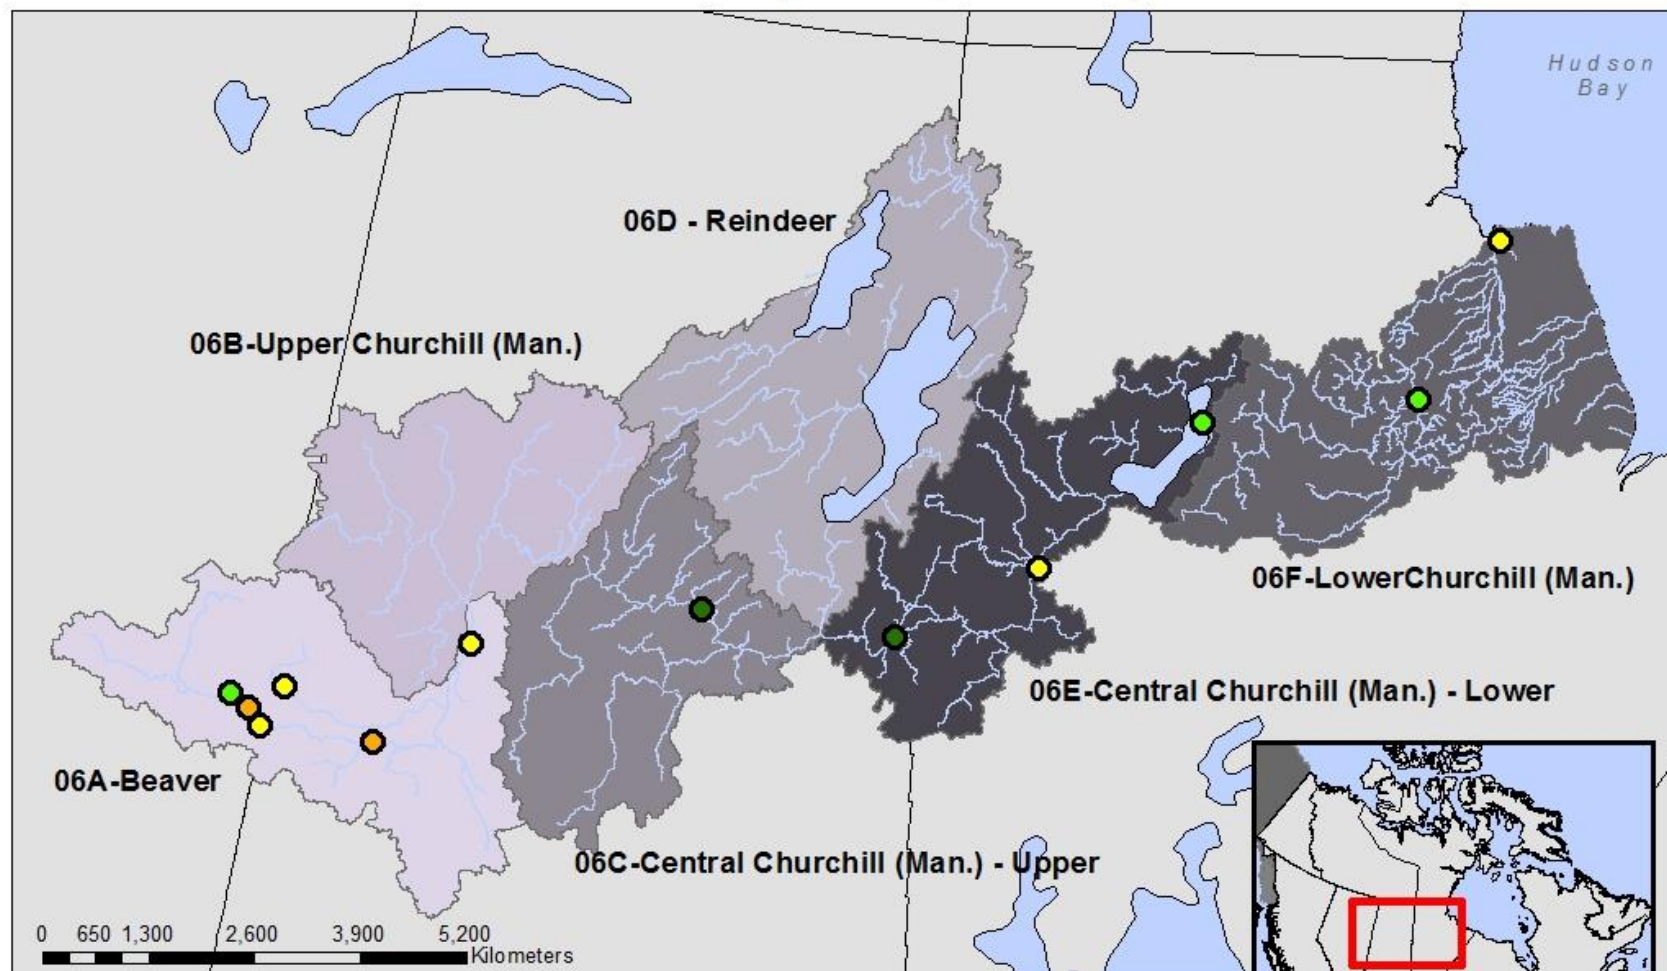 Hudson
Bay
06D - Reindeer
06B-Upper Churchill (Man.)
06F-LowerChurchill (Man.)
06E-Central Churchill (Man.) - Lower
06A-Beaver
06C-Central Churchill (Man.) - Upper
0 650 1,300 2,600 3,900 5,200
Kilometers